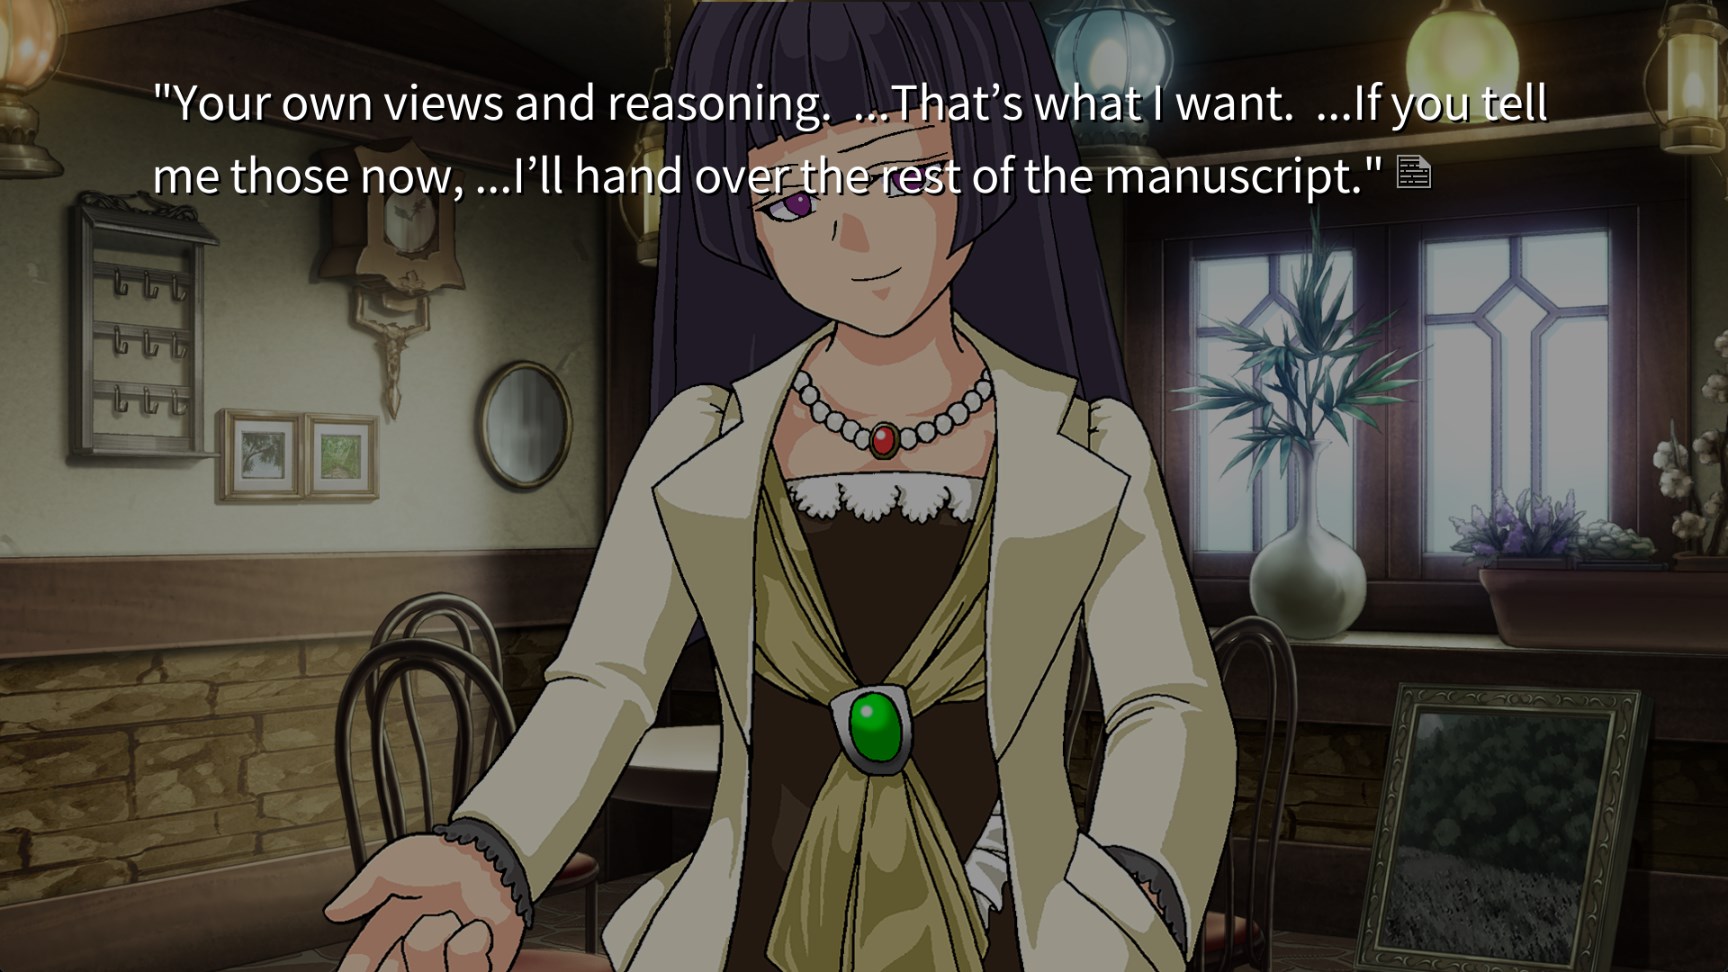 "Your own views and reasoning.  ...That’s what I want.  ...If you tell
me those now, ...I’ll hand over the rest of the manuscript."